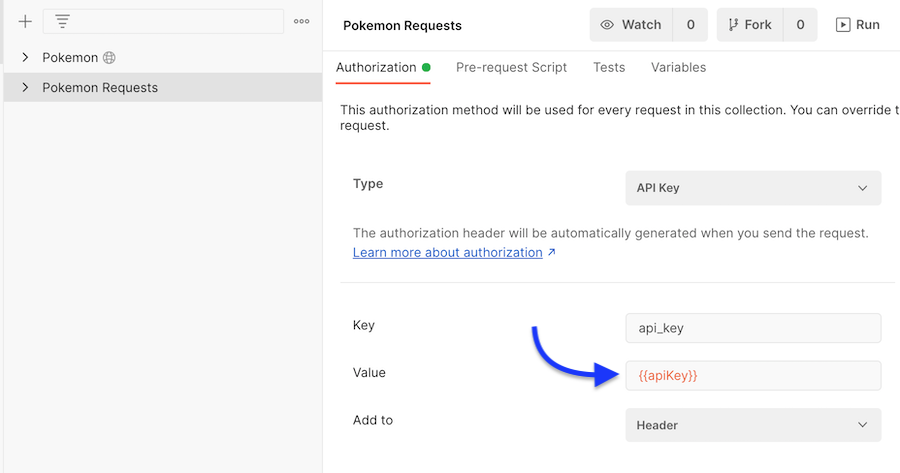 Pokemon
Pokemon Requests
Pokemon Requests
Watch
0
Fork
0
Run
Authorization
Pre-request Script
Tests
Variables
This authorization method will be used for every request in this collection. You can override t
request.
Type
API Key
The authorization header will be automatically generated when you send the request.
Learn more about authorization ↗
Key
api_key
Value
{{apiKey}}
Add to
Header